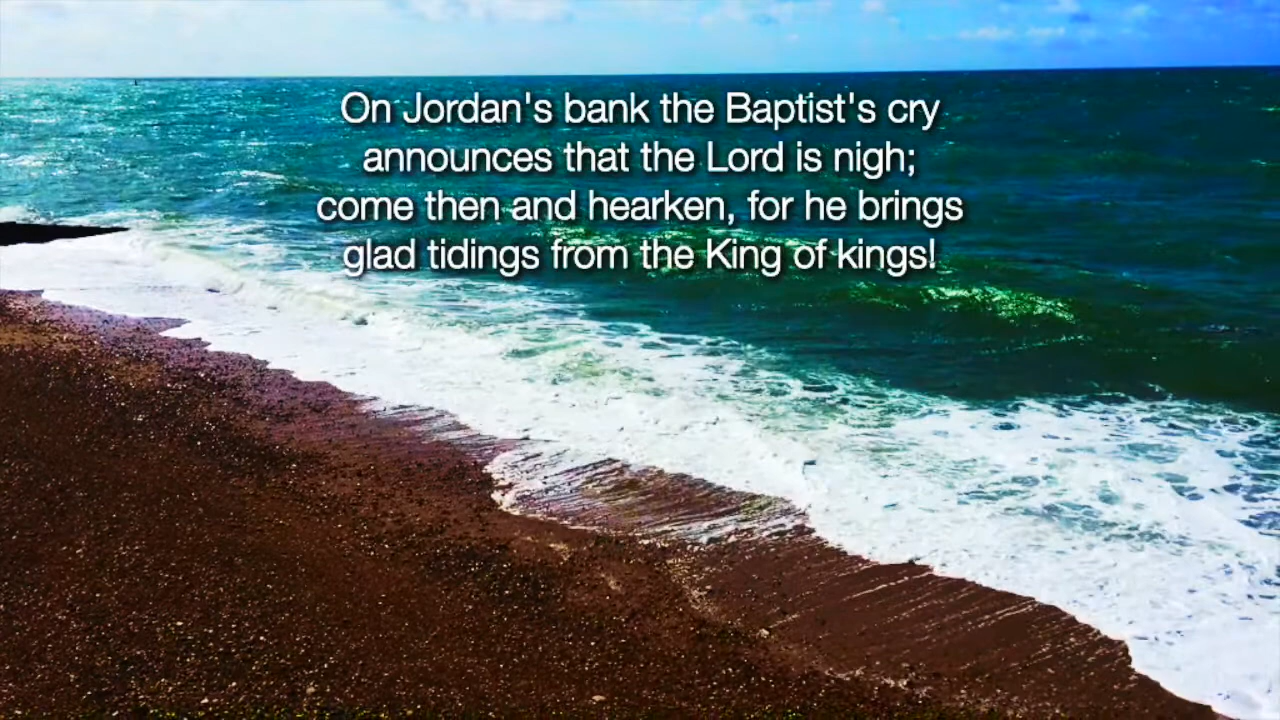 On Jordan's bank the Baptist's cry
announces that the Lord is nigh;
come then and hearken, for he brings
glad tidings from the King of kings!